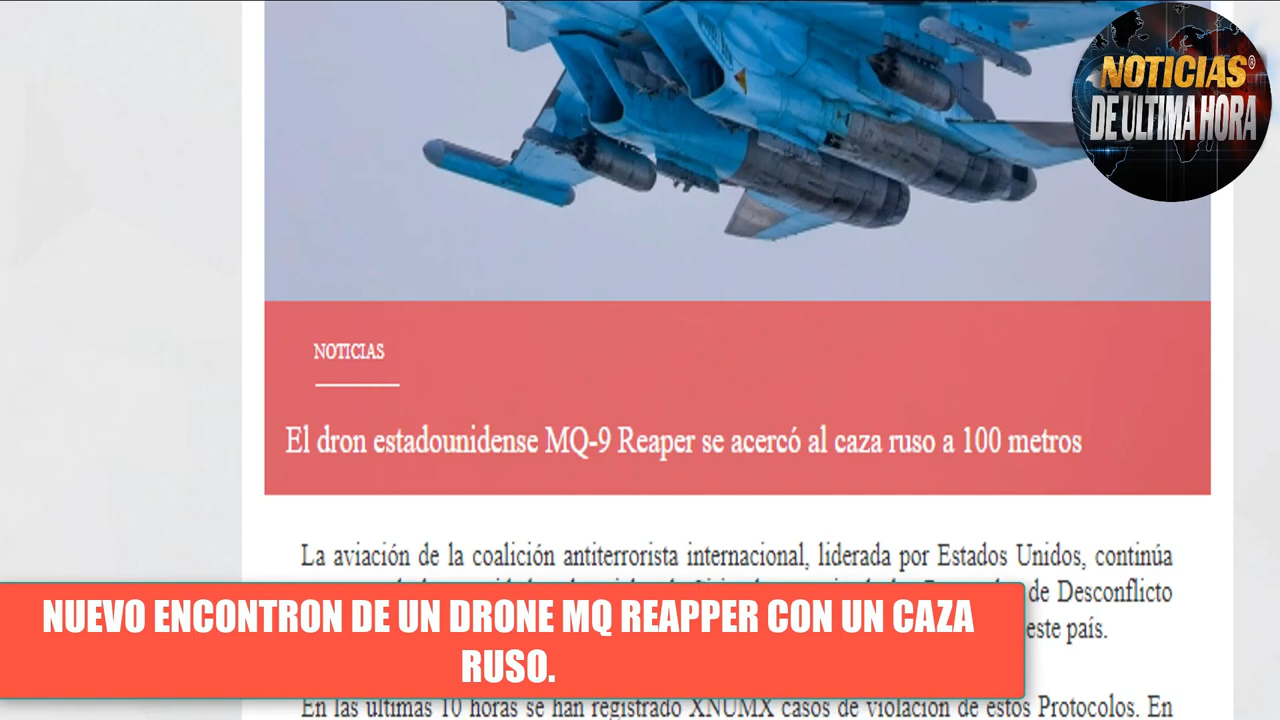 NOTICIAS®
DE ULTIMA HORA
NOTICIAS
El dron estadounidense MQ-9 Reaper se acercó al caza ruso a 100 metros
La aviación de la coalición antiterrorista internacional, liderada por Estados Unidos, continúa
de Desconflicto
este país.
NUEVO ENCONTRON DE UN DRONE MQ REAPPER CON UN CAZA
RUSO.
En las últimas 10 horas se han registrado XNUMX casos de violación de estos Protocolos. En